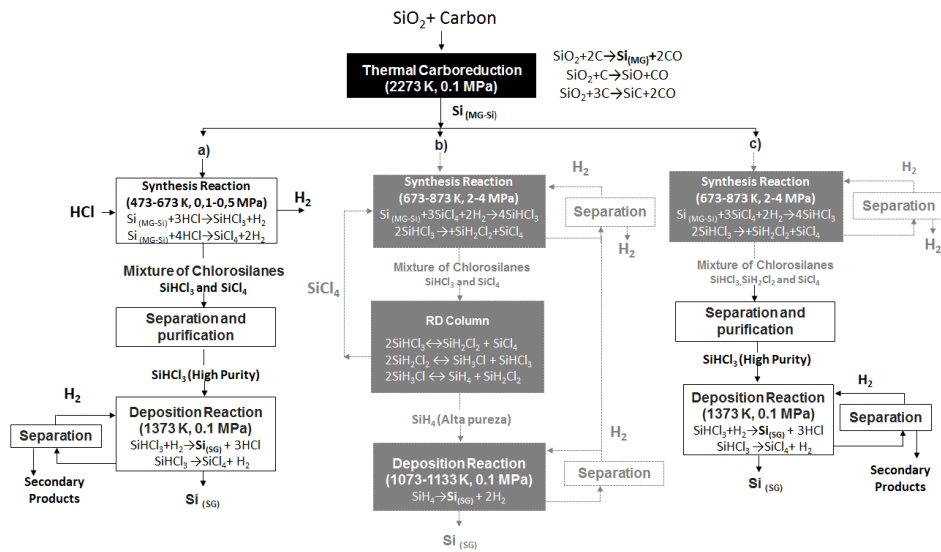 SiO2+ Carbon
Thermal Carboreduction
(2273 K, 0.1 MPa)
SiO2+2C→Si(MG)+2CO
SiO2+C→SiO+CO
SiO2+3C→SiC+2CO
Si (MG-Si)
a)
Synthesis Reaction
(473-673 K, 0,1-0,5 MPa)
Si (MG-Si)+3HCl→SiHCl3+H2
Si (MG-Si)+4HCl→SiCl4+2H2
HCl
H2
Mixture of Chlorosilanes
SiHCl3 and SiCl4
Separation and
purification
SiHCl3 (High Purity)
H2
Separation
Deposition Reaction
(1373 K, 0.1 MPa)
SiHCl3+H2→Si(SG) + 3HCl
SiHCl3 →SiCl4+ H2
Secondary
Products
Si (SG)
b)
H2
Synthesis Reaction
(673-873 K, 2-4 MPa)
Si (MG-Si)+3SiCl4+2H2→4SiHCl3
2SiHCl3→+SiH2Cl2+SiCl4
Separation
H2
Mixture of Chlorosilanes
SiHCl3 and SiCl4
SiCl4
RD Column
2SiHCl3↔SiH2Cl2 + SiCl4
2SiH2Cl2 ↔ SiH3Cl + SiHCl3
2SiH3Cl ↔ SiH4 + SiH2Cl2
SiH4 (Alta pureza)
H2
Deposition Reaction
(1073-1133 K, 0.1 MPa)
SiH4→Si(SG) + 2H2
Separation
Si (SG)
c)
H2
Synthesis Reaction
(673-873 K, 2-4 MPa)
Si (MG-Si)+3SiCl4+2H2→4SiHCl3
2SiHCl3→+SiH2Cl2+SiCl4
Separation
H2
Mixture of Chlorosilanes
SiHCl3,SiH2Cl2 and SiCl4
Separation and
purification
SiHCl3 (High Purity)
H2
Deposition Reaction
(1373 K, 0.1 MPa)
SiHCl3+H2→Si(SG) + 3HCl
SiHCl3 →SiCl4+ H2
Separation
Secondary
Products
Si (SG)